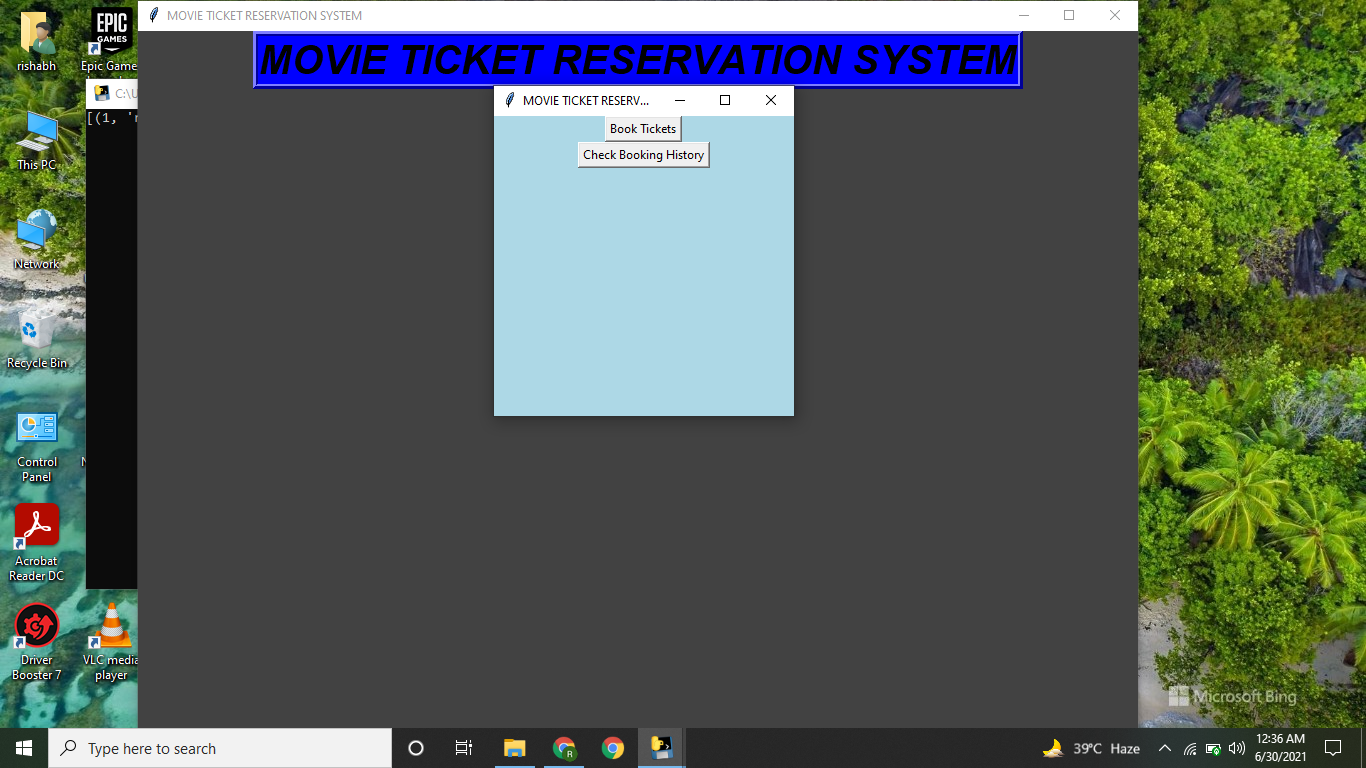 MOVIE TICKET RESERVATION SYSTEM
MOVIE TICKET RESERVATION SYSTEM
MOVIE TICKET RESERV...
Book Tickets
Check Booking History
rishabh
EPIC
GAMES
Epic Game
C:\U
[(1, '
This PC
Network
Recycle Bin
Control
Panel
Acrobat
Reader DC
Driver
Booster 7
VLC media
player
Microsoft Bing
Type here to search
R
39°C Haze
12:36 AM
6/30/2021